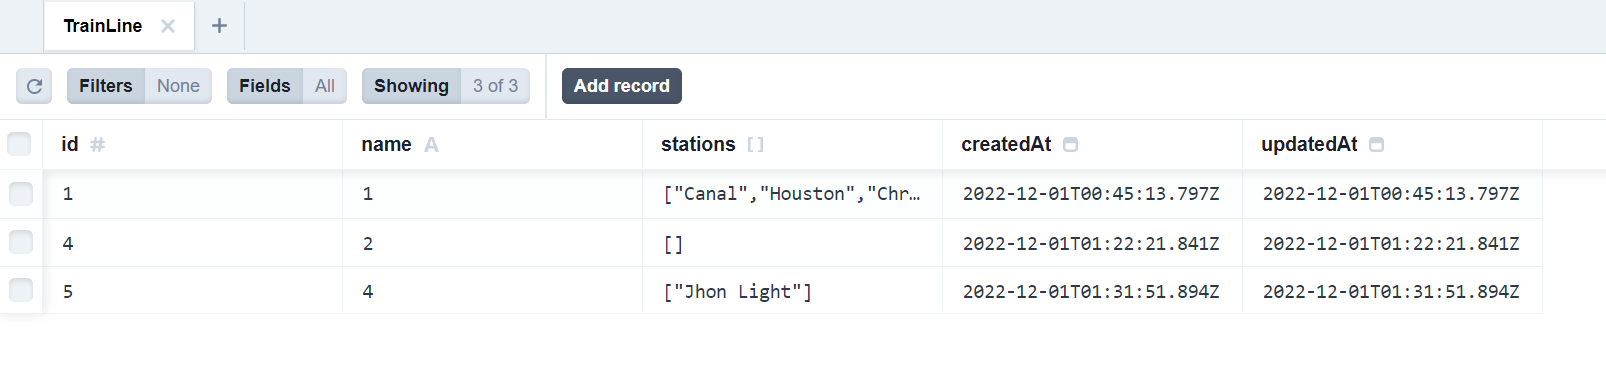 TrainLine
Filters None Fields All Showing 3 of 3 Add record
id # name A stations [] createdAt updatedAt
1 1 ["Canal","Houston","Chr… 2022-12-01T00:45:13.797Z 2022-12-01T00:45:13.797Z
4 2 [] 2022-12-01T01:22:21.841Z 2022-12-01T01:22:21.841Z
5 4 ["Jhon Light"] 2022-12-01T01:31:51.894Z 2022-12-01T01:31:51.894Z